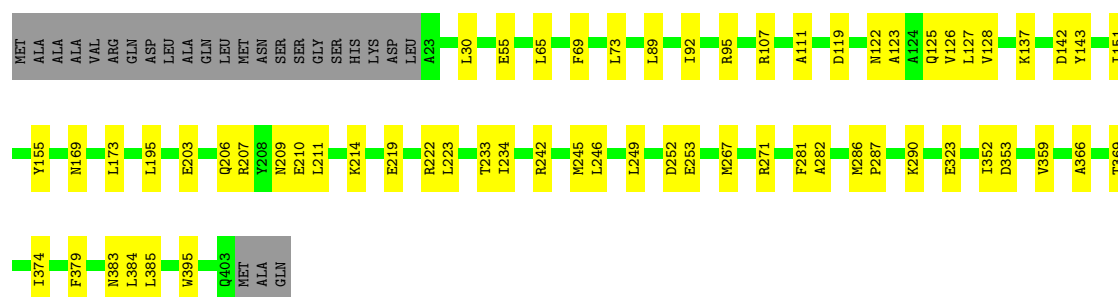 MET ALA ALA ALA VAL ARG GLN ASP LEU ALA GLN LEU MET ASN SER SER GLY SER HIS LYS ASP LEU A23 L30 E55 L65 F69 L73 L89 I92 R95 R107 A111 D119 N122 A123 A124 Q125 V126 L127 V128 K137 D142 Y143 I151
Y155 N169 L173 L195 E203 Q206 R207 Y208 N209 E210 L211 K214 E219 R222 L223 T233 I234 R242 M245 L246 L249 D252 E253 M267 R271 F281 A282 M286 P287 K290 E323 I352 D353 V359 A366 T369
I374 F379 N383 L384 L385 W395 Q403 MET ALA GLN